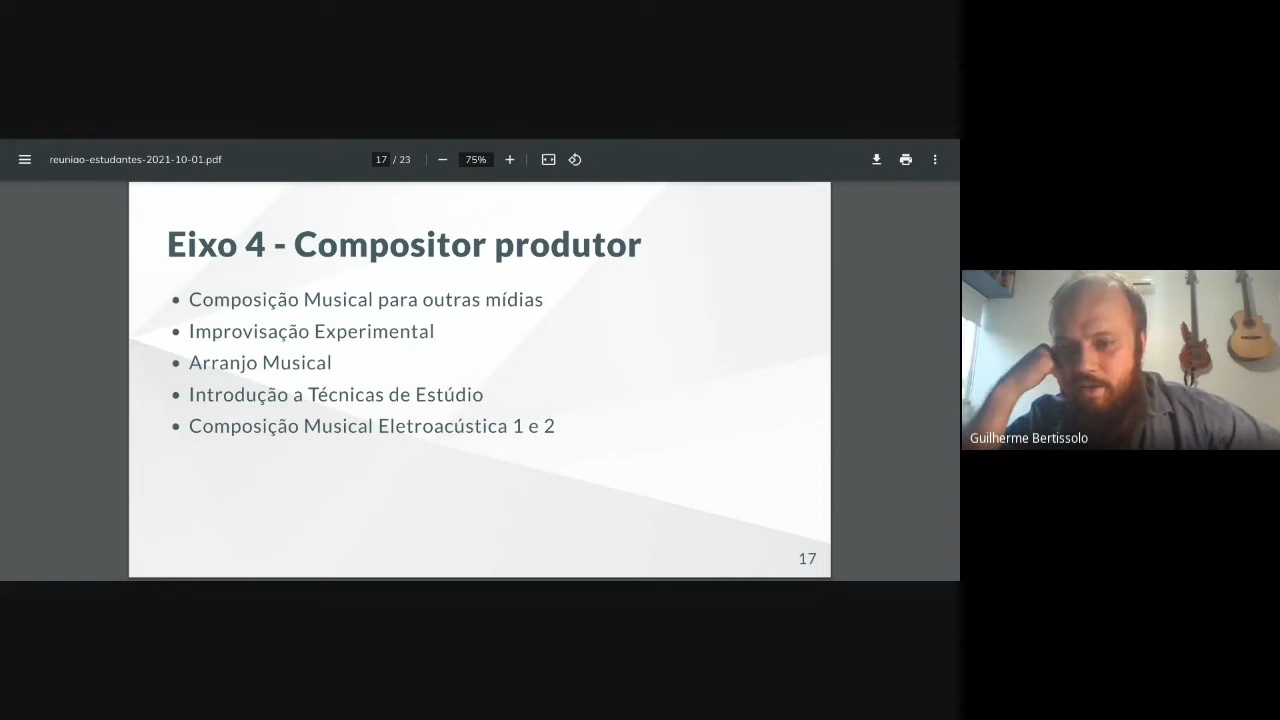 reuniao-estudantes-2021-10-01.pdf
17 / 23
75%
Eixo 4 - Compositor produtor
• Composição Musical para outras mídias
• Improvisação Experimental
• Arranjo Musical
• Introdução a Técnicas de Estúdio
• Composição Musical Eletroacústica 1 e 2
17
Guilherme Bertissolo